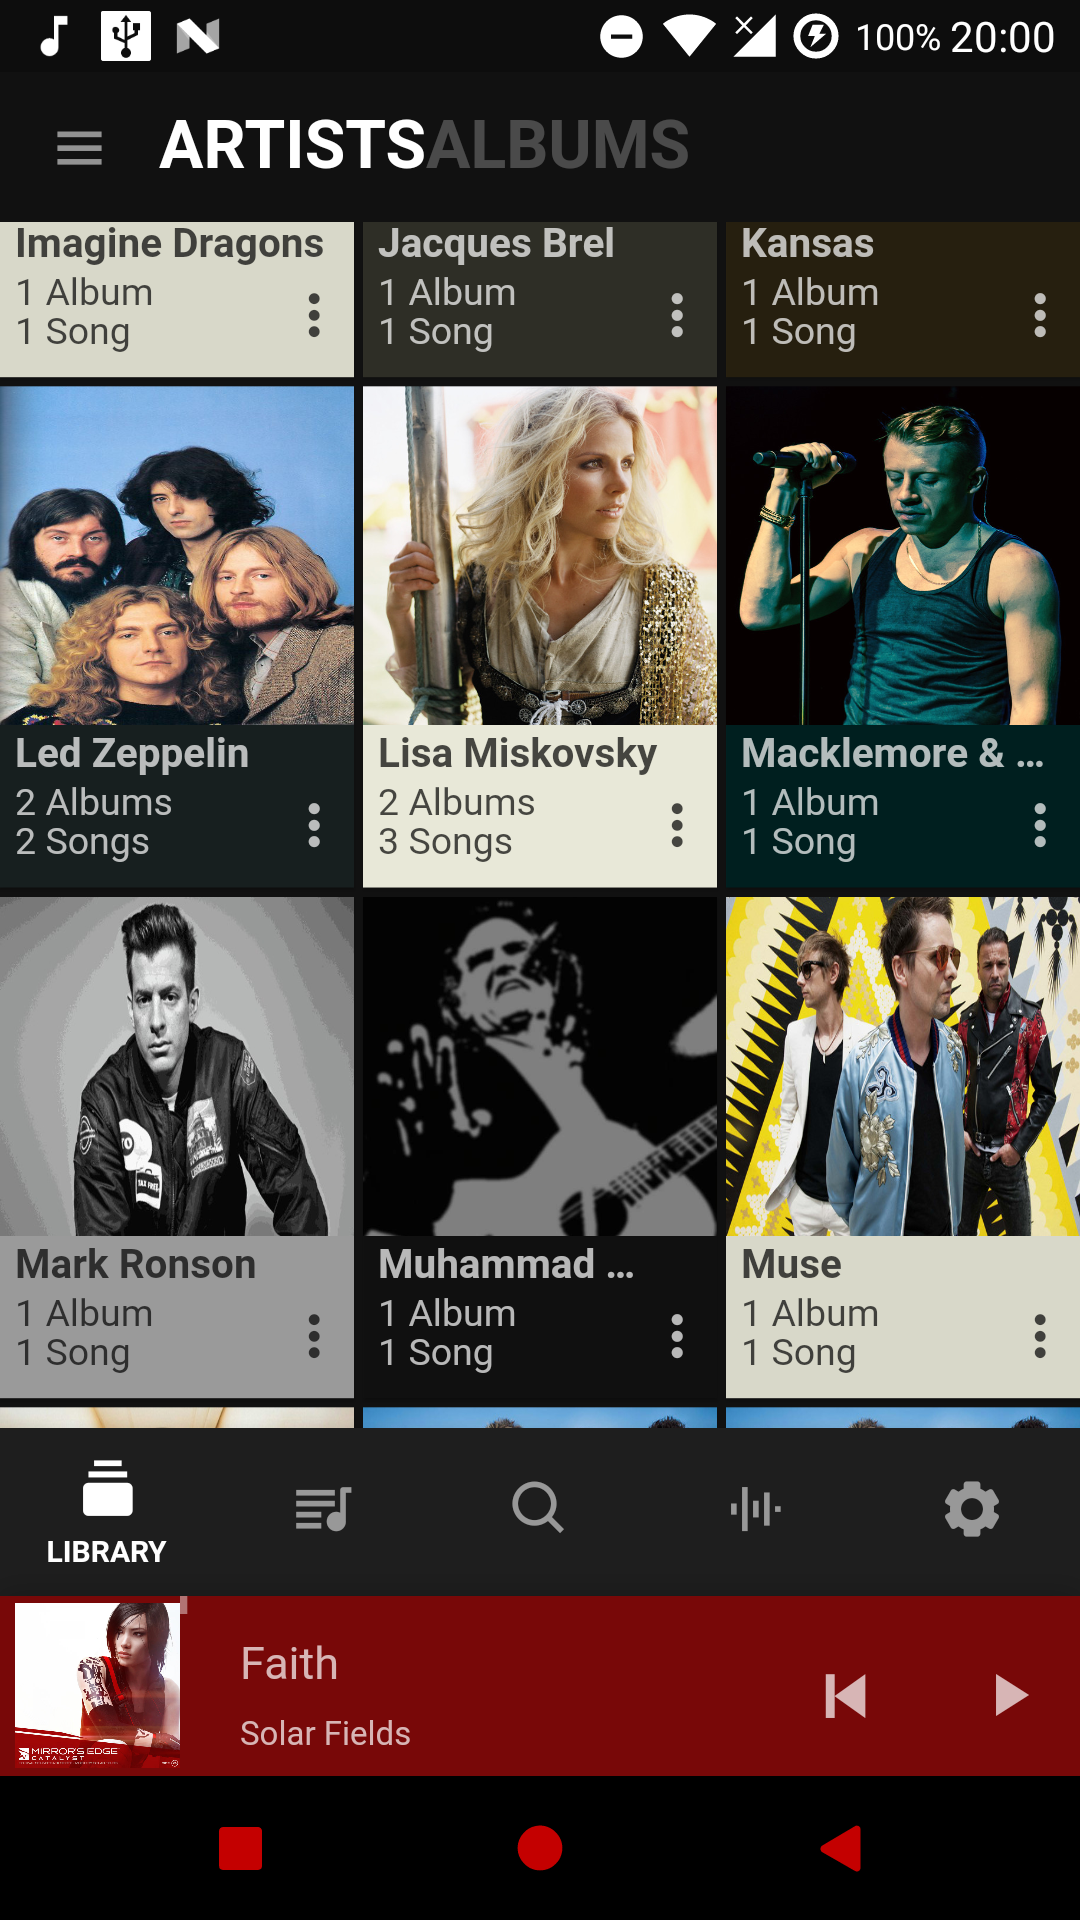 100% 20:00
ARTISTS ALBUMS
Imagine Dragons
1 Album
1 Song
Jacques Brel
1 Album
1 Song
Kansas
1 Album
1 Song
Led Zeppelin
2 Albums
2 Songs
Lisa Miskovsky
2 Albums
3 Songs
Macklemore & ...
1 Album
1 Song
TAX FREE
Mark Ronson
1 Album
1 Song
Muhammad ...
1 Album
1 Song
Muse
1 Album
1 Song
LIBRARY
MIRROR'S EDGE
CATALYST
Faith
Solar Fields